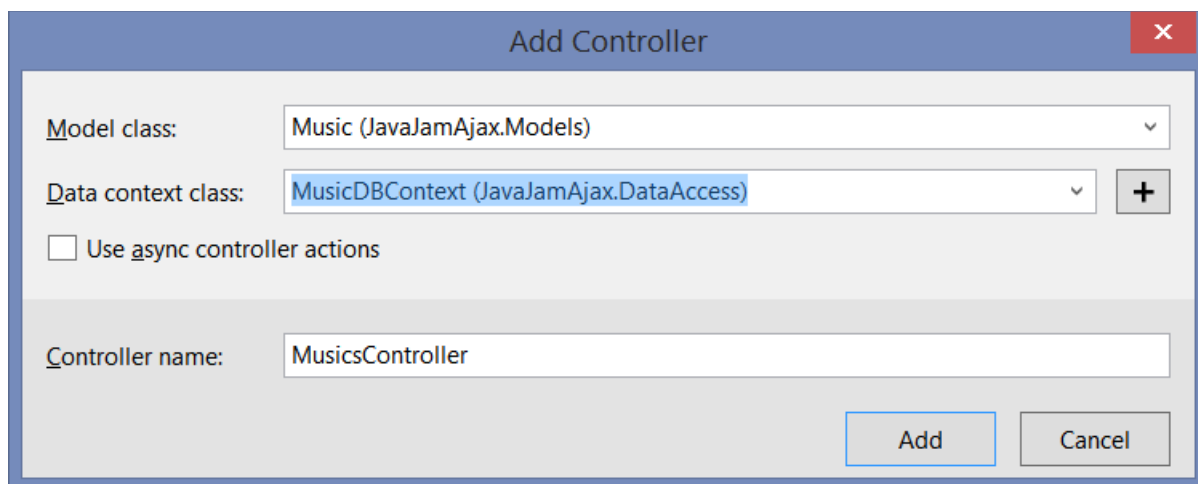 Add Controller
Model class: Music (JavaJamAjax.Models)
Data context class: MusicDBContext (JavaJamAjax.DataAccess)
Use async controller actions
Controller name: MusicsController
Add Cancel